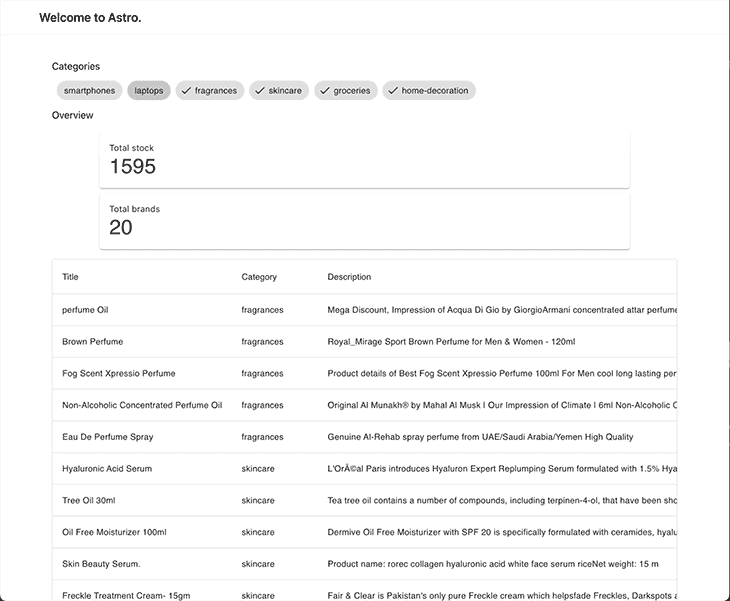 Welcome to Astro.
Categories
smartphones laptops fragrances skincare groceries home-decoration
Overview
Total stock
1595
Total brands
20
Title Category Description
perfume Oil fragrances Mega Discount, Impression of Acqua Di Gio by GiorgioArmani concentrated attar perfume
Brown Perfume fragrances Royal_Mirage Sport Brown Perfume for Men & Women - 120ml
Fog Scent Xpressio Perfume fragrances Product details of Best Fog Scent Xpressio Perfume 100ml For Men cool long lasting per
Non-Alcoholic Concentrated Perfume Oil fragrances Original Al Munakh® by Mahal Al Musk | Our Impression of Climate | 6ml Non-Alcoholic C
Eau De Perfume Spray fragrances Genuine Al-Rehab spray perfume from UAE/Saudi Arabia/Yemen High Quality
Hyaluronic Acid Serum skincare L'OrÃ©al Paris introduces Hyaluron Expert Replumping Serum formulated with 1.5% Hya
Tree Oil 30ml skincare Tea tree oil contains a number of compounds, including terpinen-4-ol, that have been sho
Oil Free Moisturizer 100ml skincare Dermive Oil Free Moisturizer with SPF 20 is specifically formulated with ceramides, hyalu
Skin Beauty Serum. skincare Product name: rorec collagen hyaluronic acid white face serum riceNet weight: 15 m
Freckle Treatment Cream- 15gm skincare Fair & Clear is Pakistan's only pure Freckle cream which helpsfade Freckles, Darkspots a